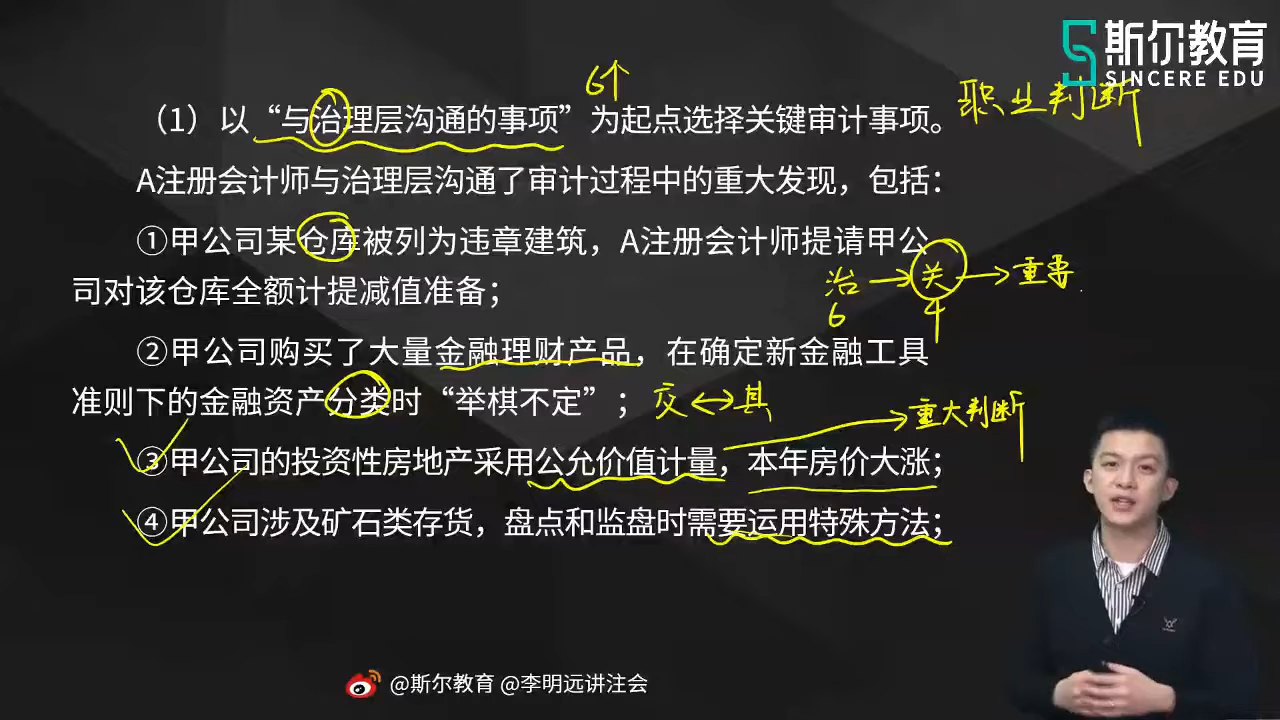 斯尔教育
SINCERE EDU
6个
职业判断
（1）以“与治理层沟通的事项”为起点选择关键审计事项。
A注册会计师与治理层沟通了审计过程中的重大发现，包括：
①甲公司某仓库被列为违章建筑，A注册会计师提请甲公
治→关→重要
司对该仓库全额计提减值准备；
6 4
②甲公司购买了大量金融理财产品，在确定新金融工具
准则下的金融资产分类时“举棋不定”；交↔其
→重大判断
③甲公司的投资性房地产采用公允价值计量，本年房价大涨；
④甲公司涉及矿石类存货，盘点和监盘时需要运用特殊方法；
@斯尔教育 @李明远讲注会